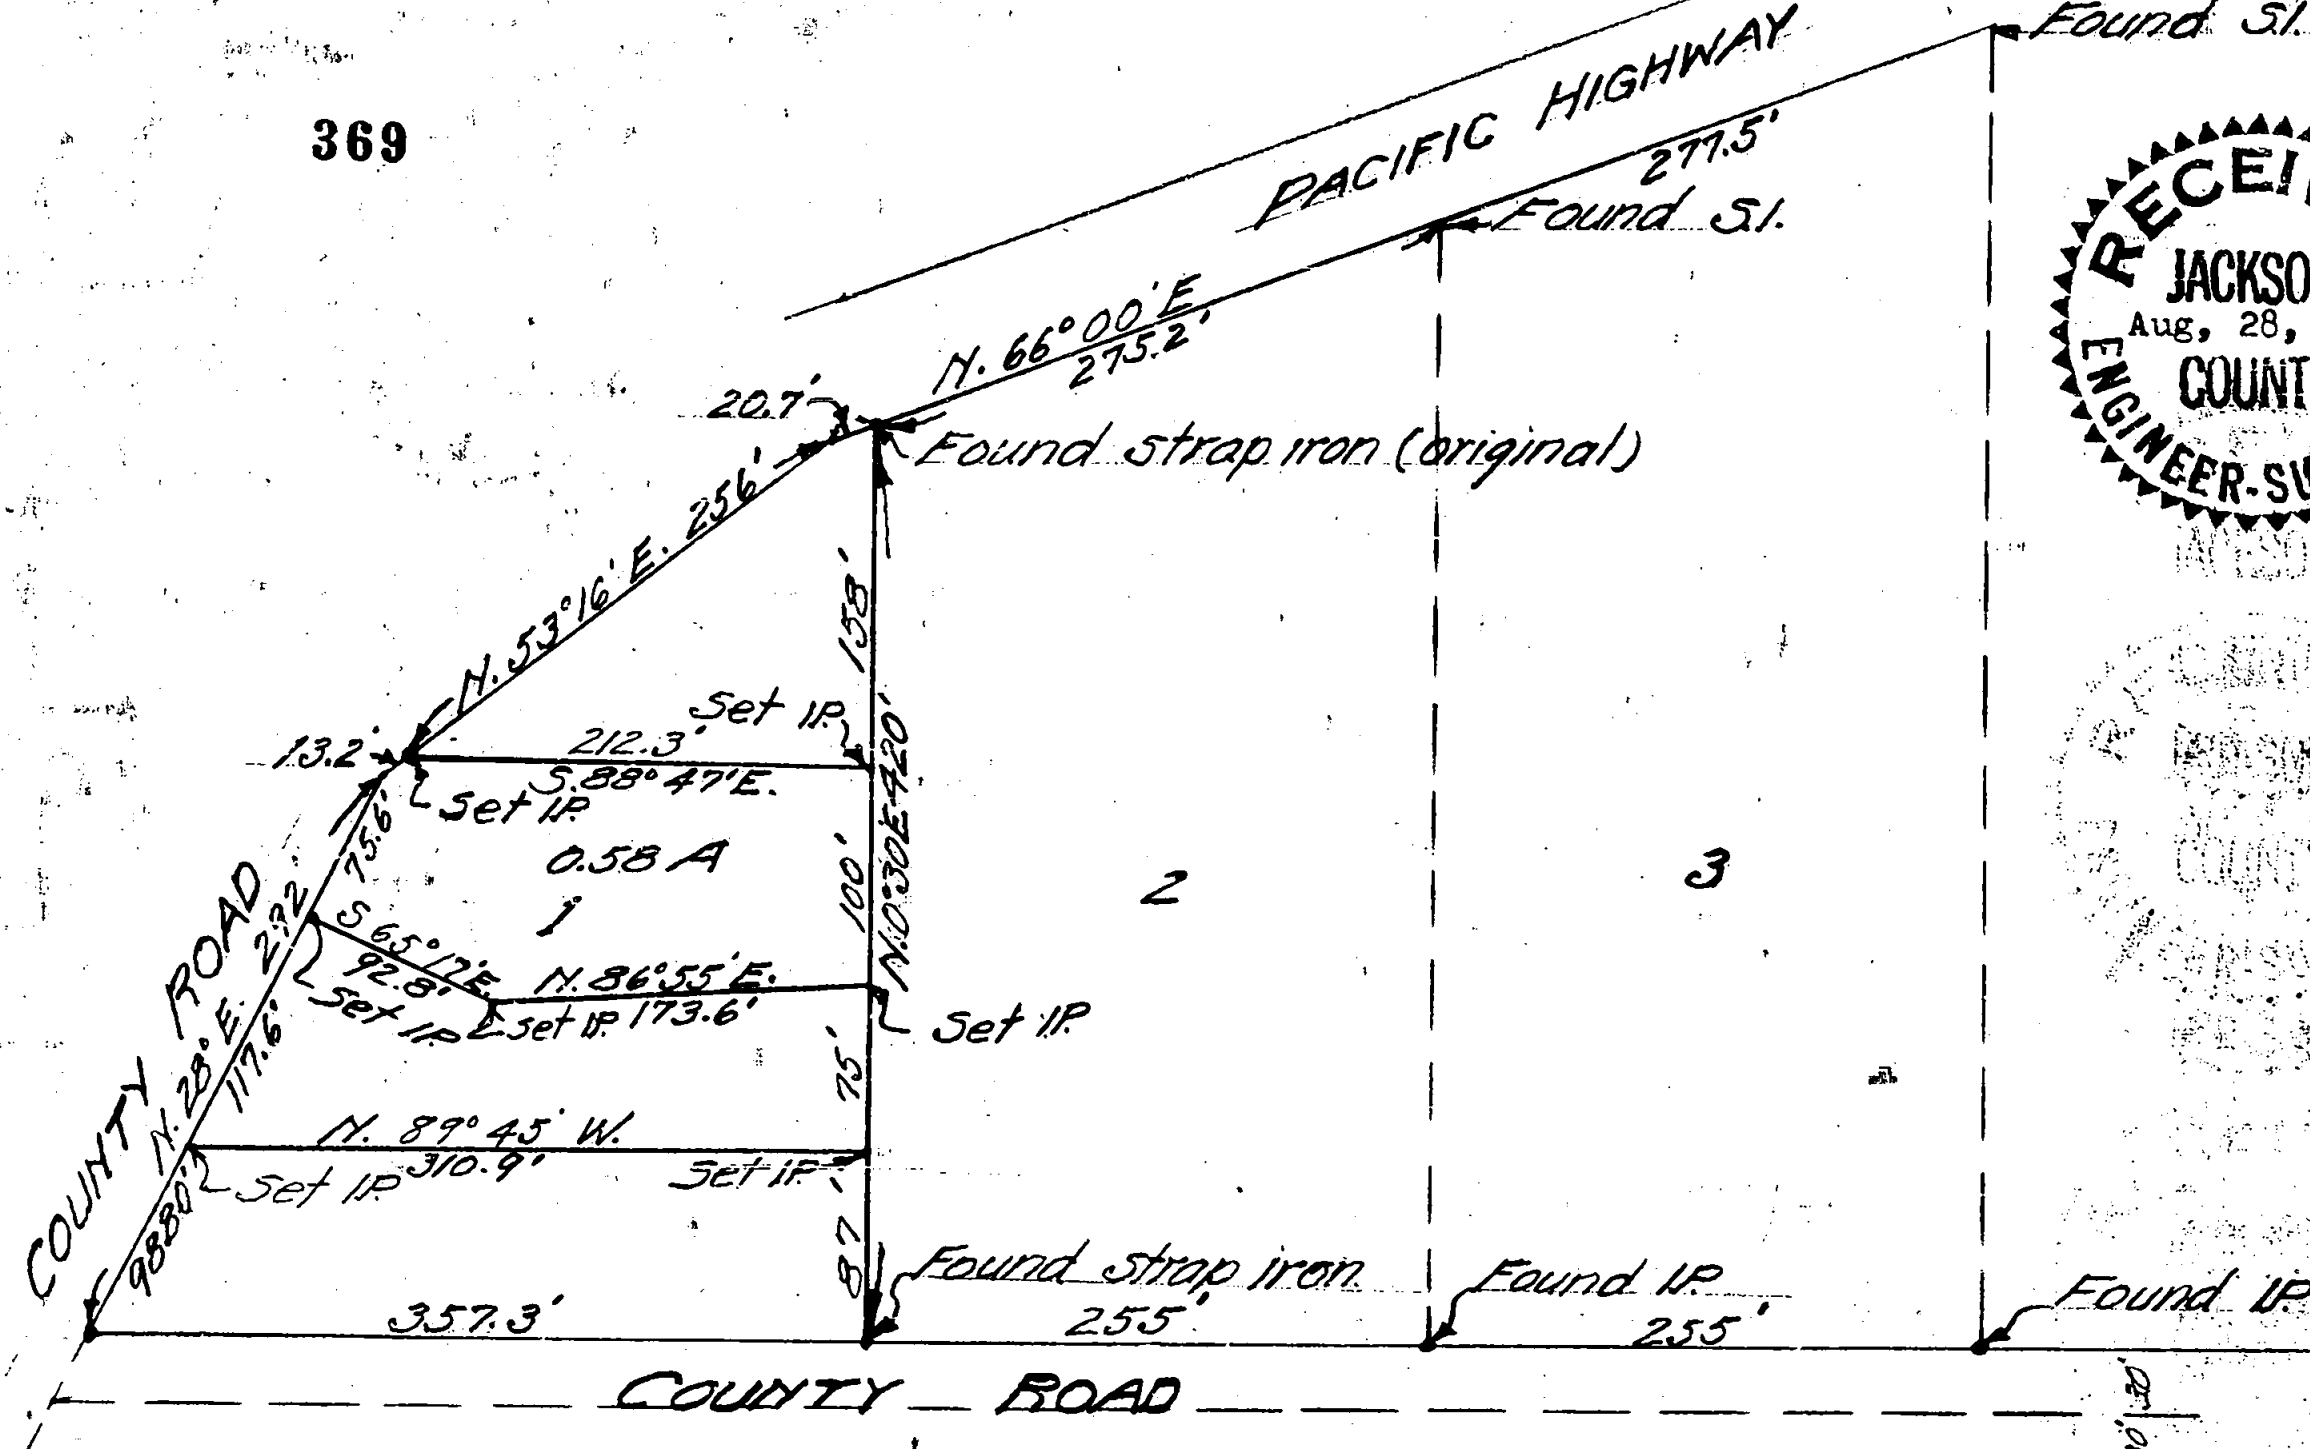 Found S.I.
PACIFIC HIGHWAY
369
277.5'
RECEI
JACKSO
Aug, 28,
COUNT
ENGINEER-SU
Found S.I.
N. 66° 00' E
275.2'
20.7'
Found strap iron (original)
N. 53° 16' E. 256'
158'
Set I.P.
13.2'
212.3'
S. 88° 47' E.
Set I.P.
N. 0°30' E 420'
75.6'
0.58 A
1
100'
2
3
COUNTY ROAD
N. 28° E. 292
S 65° 17' E.
92.8'
Set I.P.
N. 86° 55' E.
173.6'
Set I.P.
Set I.P.
117.6'
75'
N. 89° 45' W.
310.9'
Set I.P.
Set I.P.
98.80'
87'
Found strap iron
Found I.P.
Found I.P.
357.3'
255'
255'
COUNTY ROAD
30'